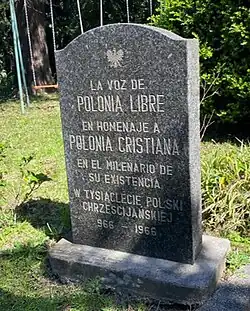 LA VOZ DE
POLONIA LIBRE
EN HOMENAJE A
POLONIA CRISTIANA
EN EL MILENARIO DE
SU EXISTENCIA
W TYSIĄCLECIE POLSKI
CHRZEŚCIJAŃSKIEJ
966 - 1966